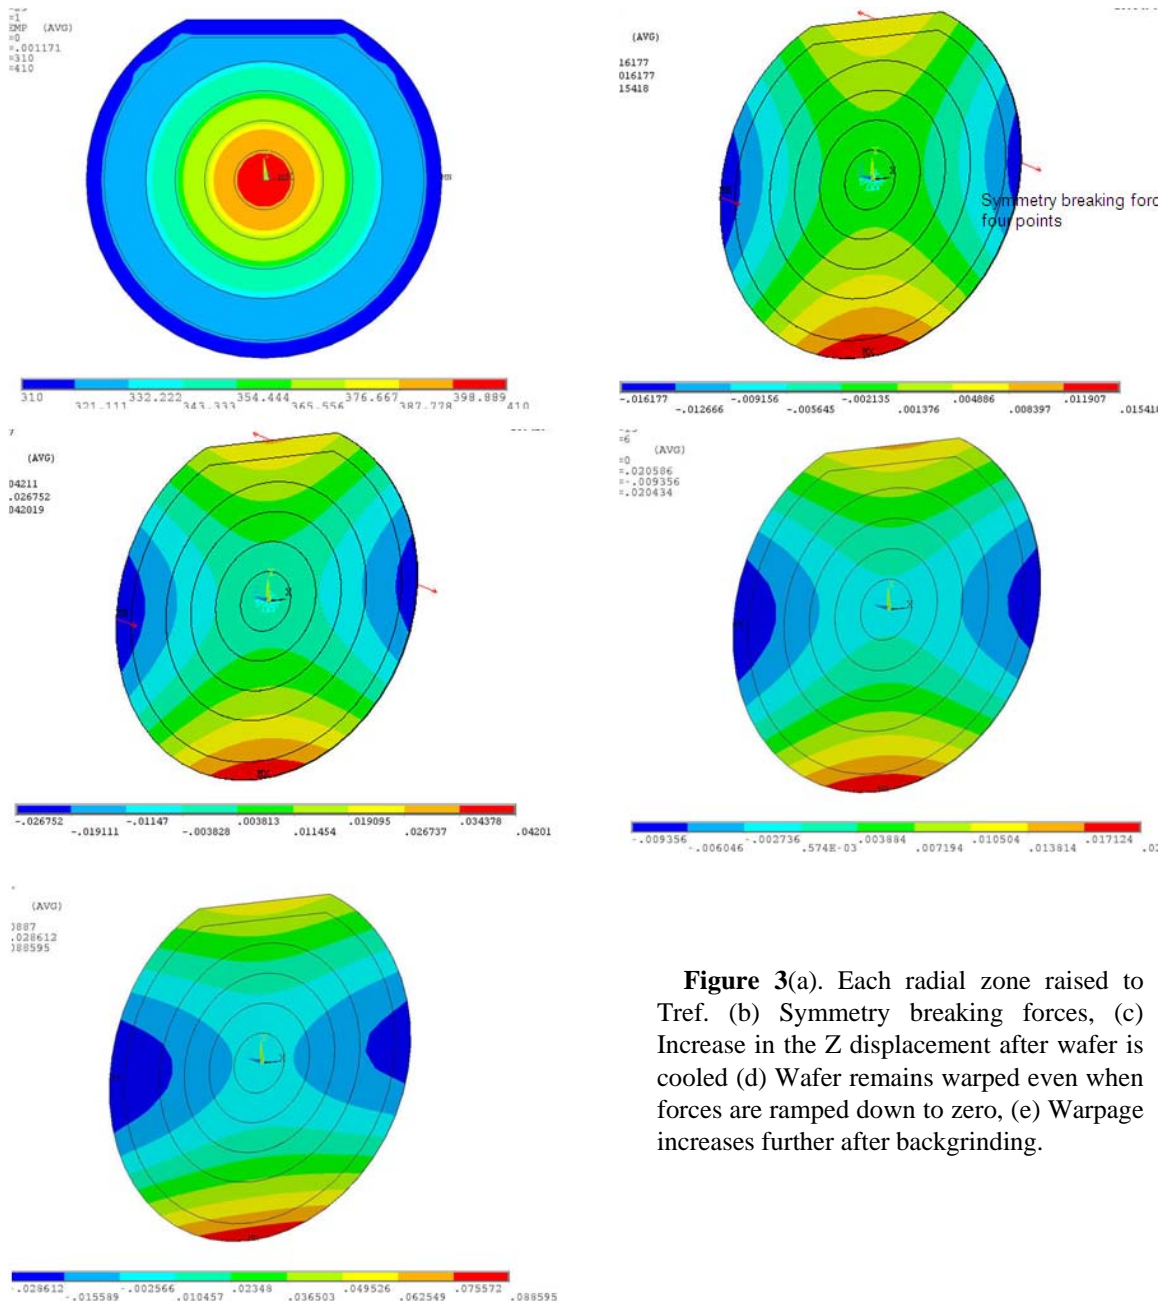 =1
EMP (AVG)
=0
=.001171
=310
=410
310 332.222 354.444 376.667 398.889
321.111 343.333 365.556 387.778 410
(AVG)
16177
016177
15418
X
Symmetry breaking forc
four points
MX
-.016177 -.009156 -.002135 .004886 .011907
-.012666 -.005645 .001376 .008397 .015418
(AVG)
04211
.026752
042019
X
MX
-.026752 -.01147 .003813 .019095 .034378
-.019111 -.003828 .011454 .026737 .04201
=6
(AVG)
=0
=.020586
=-.009356
=.020434
X
-.009356 -.002736 .003884 .010504 .017124
-.006046 .574E-03 .007194 .013814
(AVG)
0887
.028612
088595
X
-.028612 -.002566 .02348 .049526 .075572
-.015589 .010457 .036503 .062549 .088595
Figure 3(a). Each radial zone raised to
Tref. (b) Symmetry breaking forces, (c)
Increase in the Z displacement after wafer is
cooled (d) Wafer remains warped even when
forces are ramped down to zero, (e) Warpage
increases further after backgrinding.